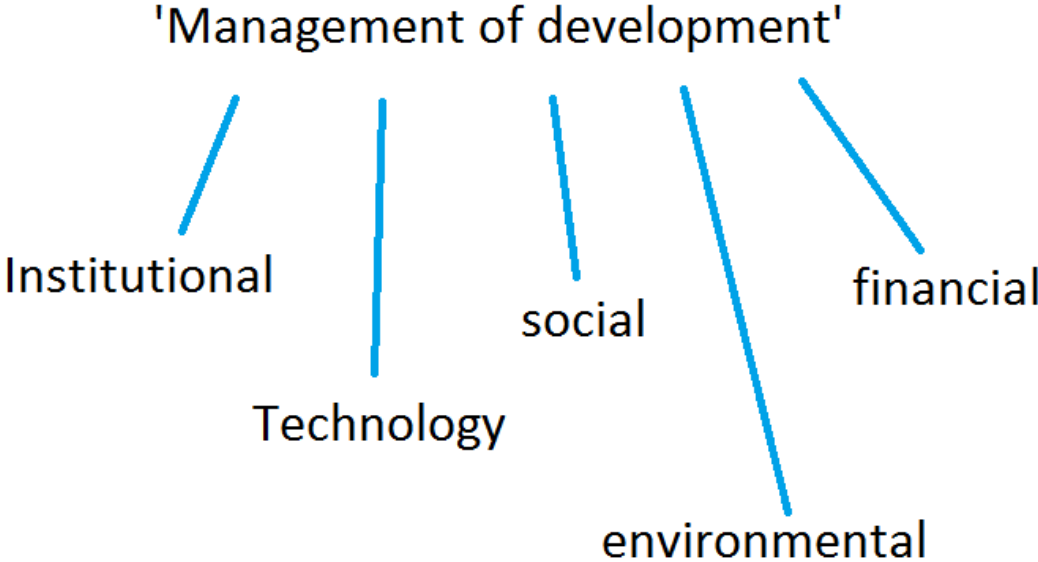 'Management of development'
Institutional
financial
social
Technology
environmental